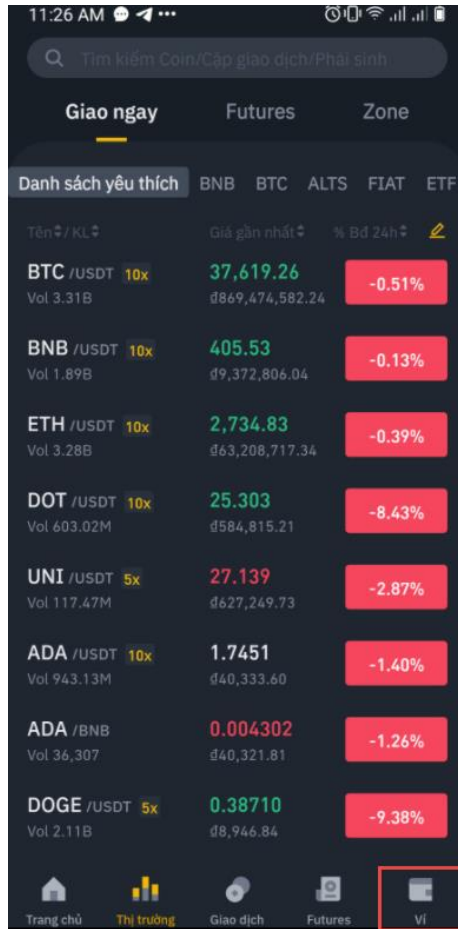 11:26 AM
Tìm kiếm Coin/Cặp giao dịch/Phái sinh
Giao ngay Futures Zone
Danh sách yêu thích BNB BTC ALTS FIAT ETF
Tên/ KL Giá gần nhất % Bđ 24h
BTC /USDT 10x 37,619.26 -0.51%
Vol 3.31B đ869,474,582.24
BNB /USDT 10x 405.53 -0.13%
Vol 1.89B đ9,372,806.04
ETH /USDT 10x 2,734.83 -0.39%
Vol 3.28B đ63,208,717.34
DOT /USDT 10x 25.303 -8.43%
Vol 603.02M đ584,815.21
UNI /USDT 5x 27.139 -2.87%
Vol 117.47M đ627,249.73
ADA /USDT 10x 1.7451 -1.40%
Vol 943.13M đ40,333.60
ADA /BNB 0.004302 -1.26%
Vol 36,307 đ40,321.81
DOGE /USDT 5x 0.38710 -9.38%
Vol 2.11B đ8,946.84
Trang chủ Thị trường Giao dịch Futures Ví